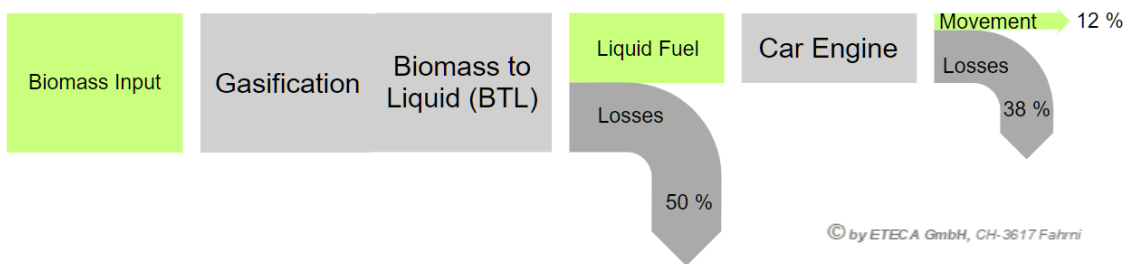 Biomass Input
Gasification
Biomass to
Liquid (BTL)
Liquid Fuel
Losses
50 %
Car Engine
Movement
12 %
Losses
38 %
© by ETECA GmbH, CH-3617 Fahrni